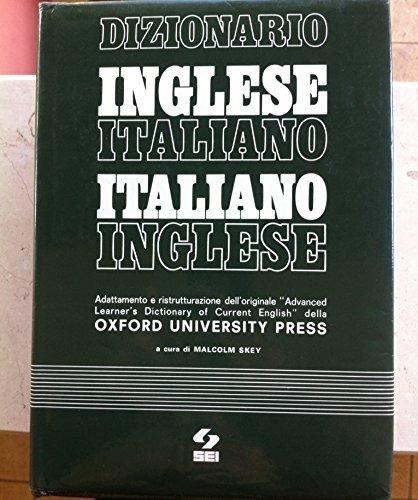 DIZIONARIO
INGLESE
ITALIANO
ITALIANO
INGLESE
Adattamento e ristrutturazione dell'originale "Advanced
Learner's Dictionary of Current English" della
OXFORD UNIVERSITY PRESS
a cura di MALCOLM SKEY
SEI